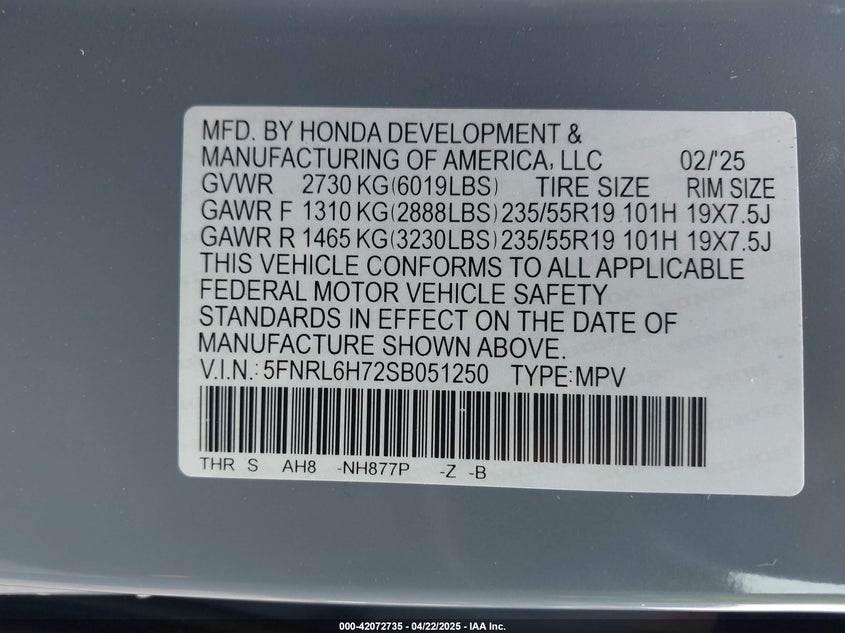 MFD. BY HONDA DEVELOPMENT &
MANUFACTURING OF AMERICA, LLC 02/'25
GVWR 2730 KG(6019LBS) TIRE SIZE RIM SIZE
GAWR F 1310 KG(2888LBS) 235/55R19 101H 19X7.5J
GAWR R 1465 KG(3230LBS) 235/55R19 101H 19X7.5J
THIS VEHICLE CONFORMS TO ALL APPLICABLE
FEDERAL MOTOR VEHICLE SAFETY
STANDARDS IN EFFECT ON THE DATE OF
MANUFACTURE SHOWN ABOVE.
V.I.N.: 5FNRL6H72SB051250 TYPE:MPV
THR S AH8 -NH877P -Z -B
000-42072735 - 04/22/2025 - IAA Inc.